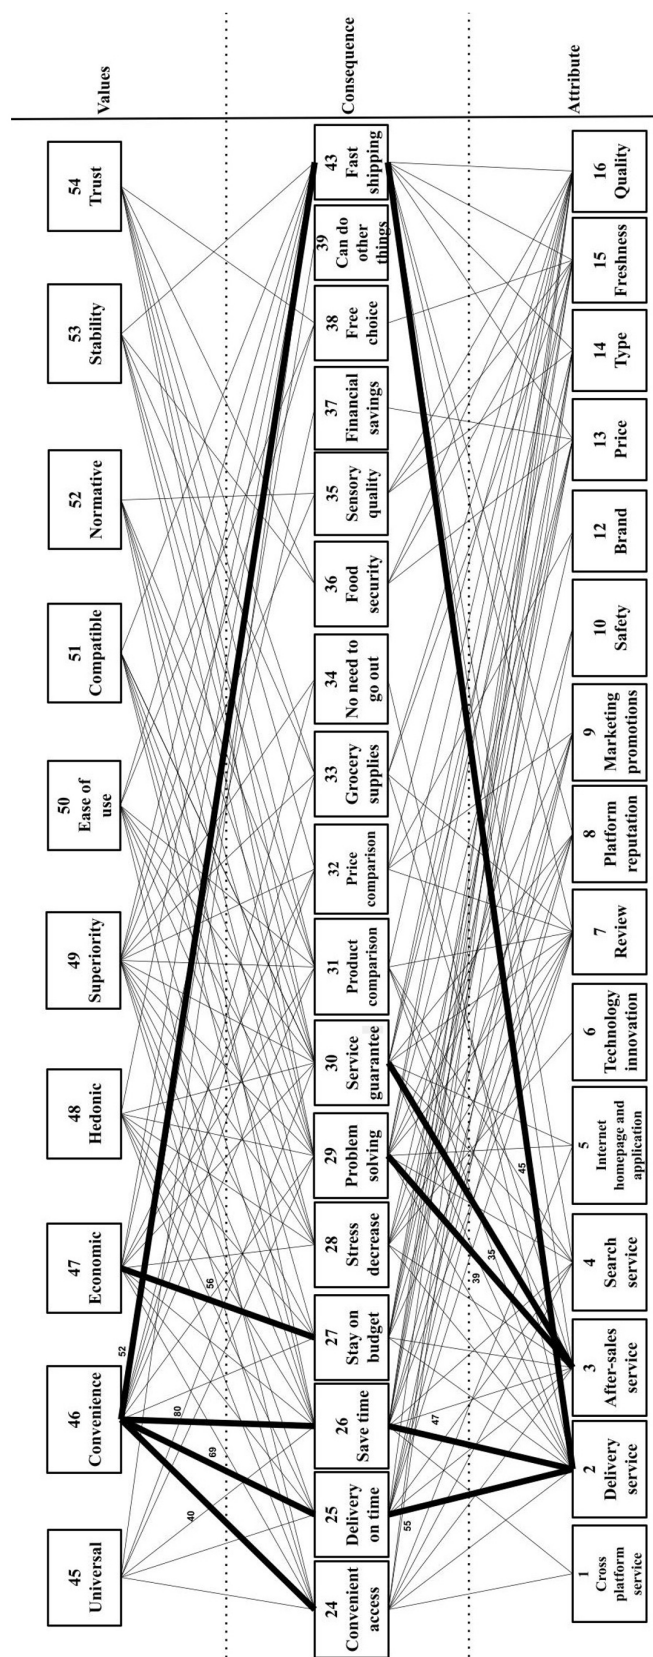 Values
54
Trust
53
Stability
52
Normative
51
Compatible
50
Ease of
use
49
Superiority
48
Hedonic
47
Economic
46
Convenience
45
Universal
Consequence
43
Fast
shipping
39
Can do
other
things
38
Free
choice
37
Financial
savings
35
Sensory
quality
36
Food
security
34
No need to
go out
33
Grocery
supplies
32
Price
comparison
31
Product
comparison
30
Service
guarantee
29
Problem
solving
28
Stress
decrease
27
Stay on
budget
26
Save time
25
Delivery
on time
24
Convenient
access
Attribute
16
Quality
15
Freshness
14
Type
13
Price
12
Brand
10
Safety
9
Marketing
promotions
8
Platform
reputation
7
Review
6
Technology
innovation
5
Internet
homepage and
application
4
Search
service
3
After-sales
service
2
Delivery
service
1
Cross
platform
service
52
56
80
69
40
45
35
39
47
55